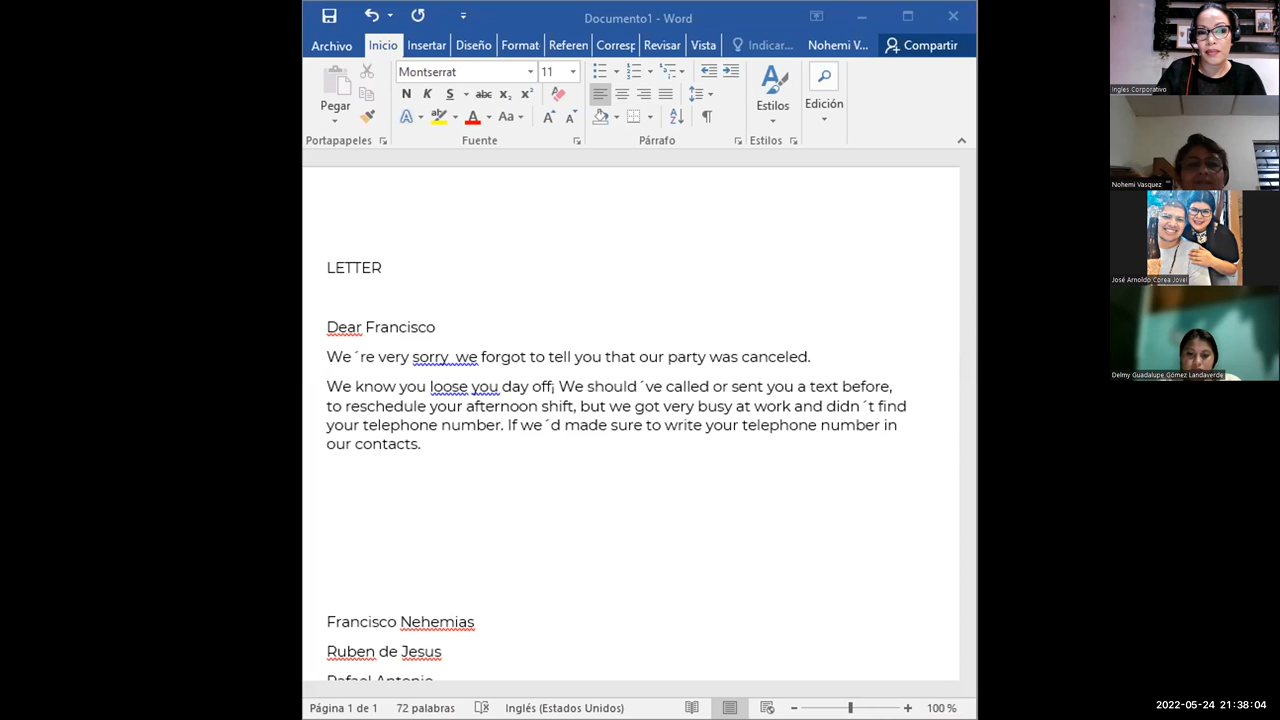 Documento1 - Word
Archivo Inicio Insertar Diseño Format Referen Corresp Revisar Vista Indicar... Nohemi V... Compartir
Montserrat 11
Pegar
N K S abc x₂ x²
A A Aa A A
Estilos Edición
Portapapeles Fuente Párrafo Estilos
LETTER
Dear Francisco
We´re very sorry we forgot to tell you that our party was canceled.
We know you loose you day off¡ We should´ve called or sent you a text before,
to reschedule your afternoon shift, but we got very busy at work and didn´t find
your telephone number. If we´d made sure to write your telephone number in
our contacts.
Francisco Nehemias
Ruben de Jesus
Rafael Antonio
Página 1 de 1 72 palabras Inglés (Estados Unidos) 100 %
Ingles Corporativo
Nohemi Vasquez
José Arnoldo Corea Jovel
Delmy Guadalupe Gómez Landaverde
2022-05-24 21:38:04